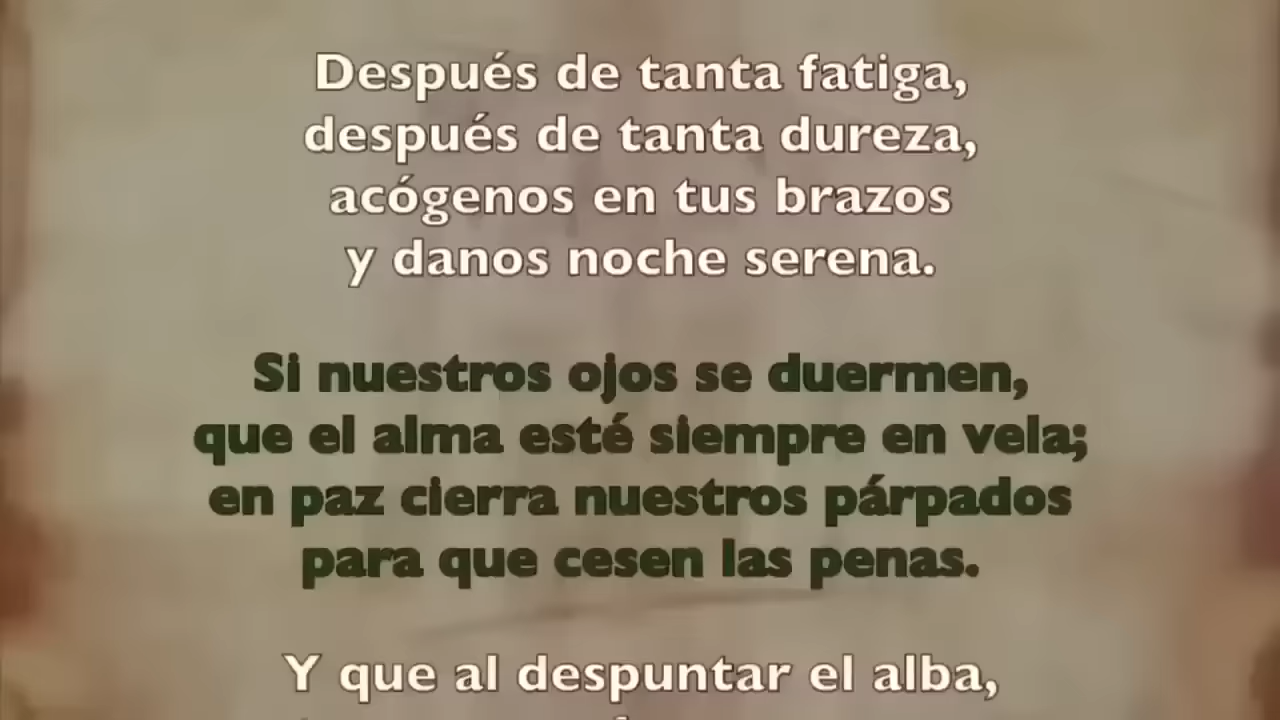 Después de tanta fatiga,
después de tanta dureza,
acógenos en tus brazos
y danos noche serena.
Si nuestros ojos se duermen,
que el alma esté siempre en vela;
en paz cierra nuestros párpados
para que cesen las penas.
Y que al despuntar el alba,